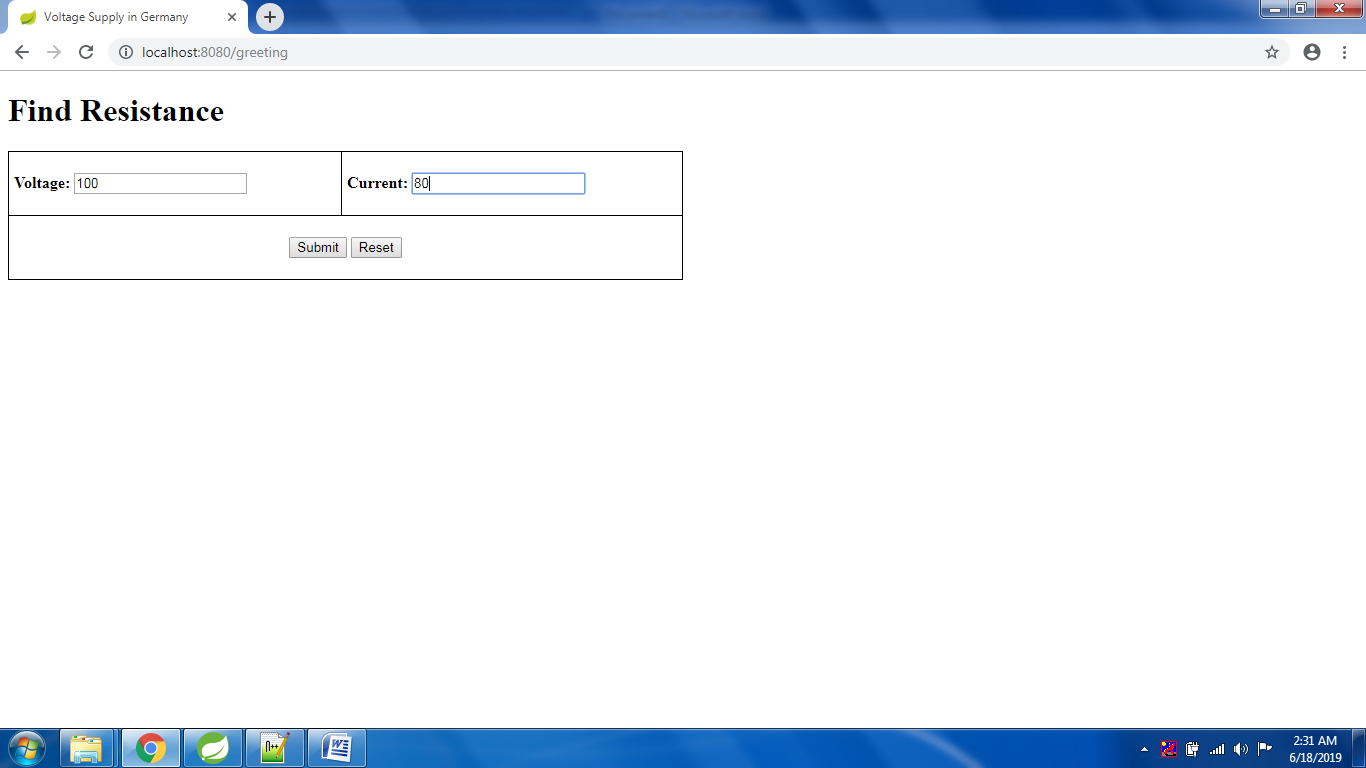 Voltage Supply in Germany
localhost:8080/greeting
Find Resistance
Voltage: 100 Current: 80
Submit Reset
2:31 AM
6/18/2019